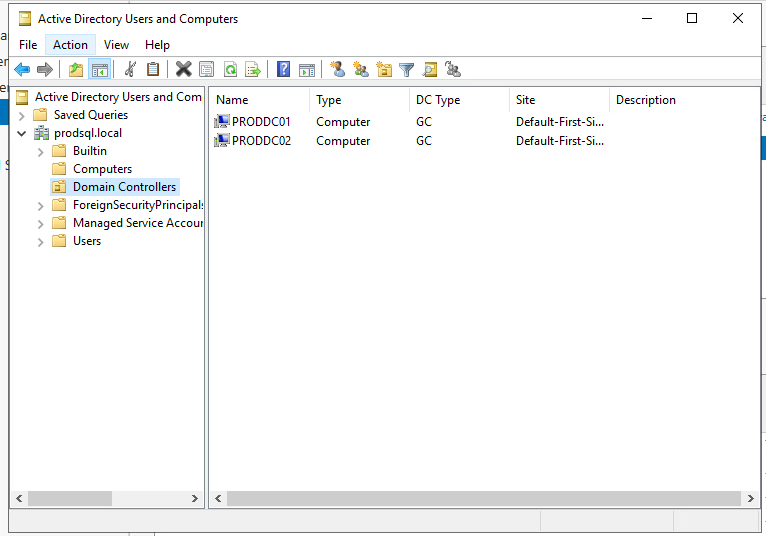 Active Directory Users and Computers
File Action View Help
Active Directory Users and Com
Saved Queries
prodsql.local
Builtin
Computers
Domain Controllers
ForeignSecurityPrincipals
Managed Service Accour
Users
Name Type DC Type Site Description
PRODDC01 Computer GC Default-First-Si...
PRODDC02 Computer GC Default-First-Si...